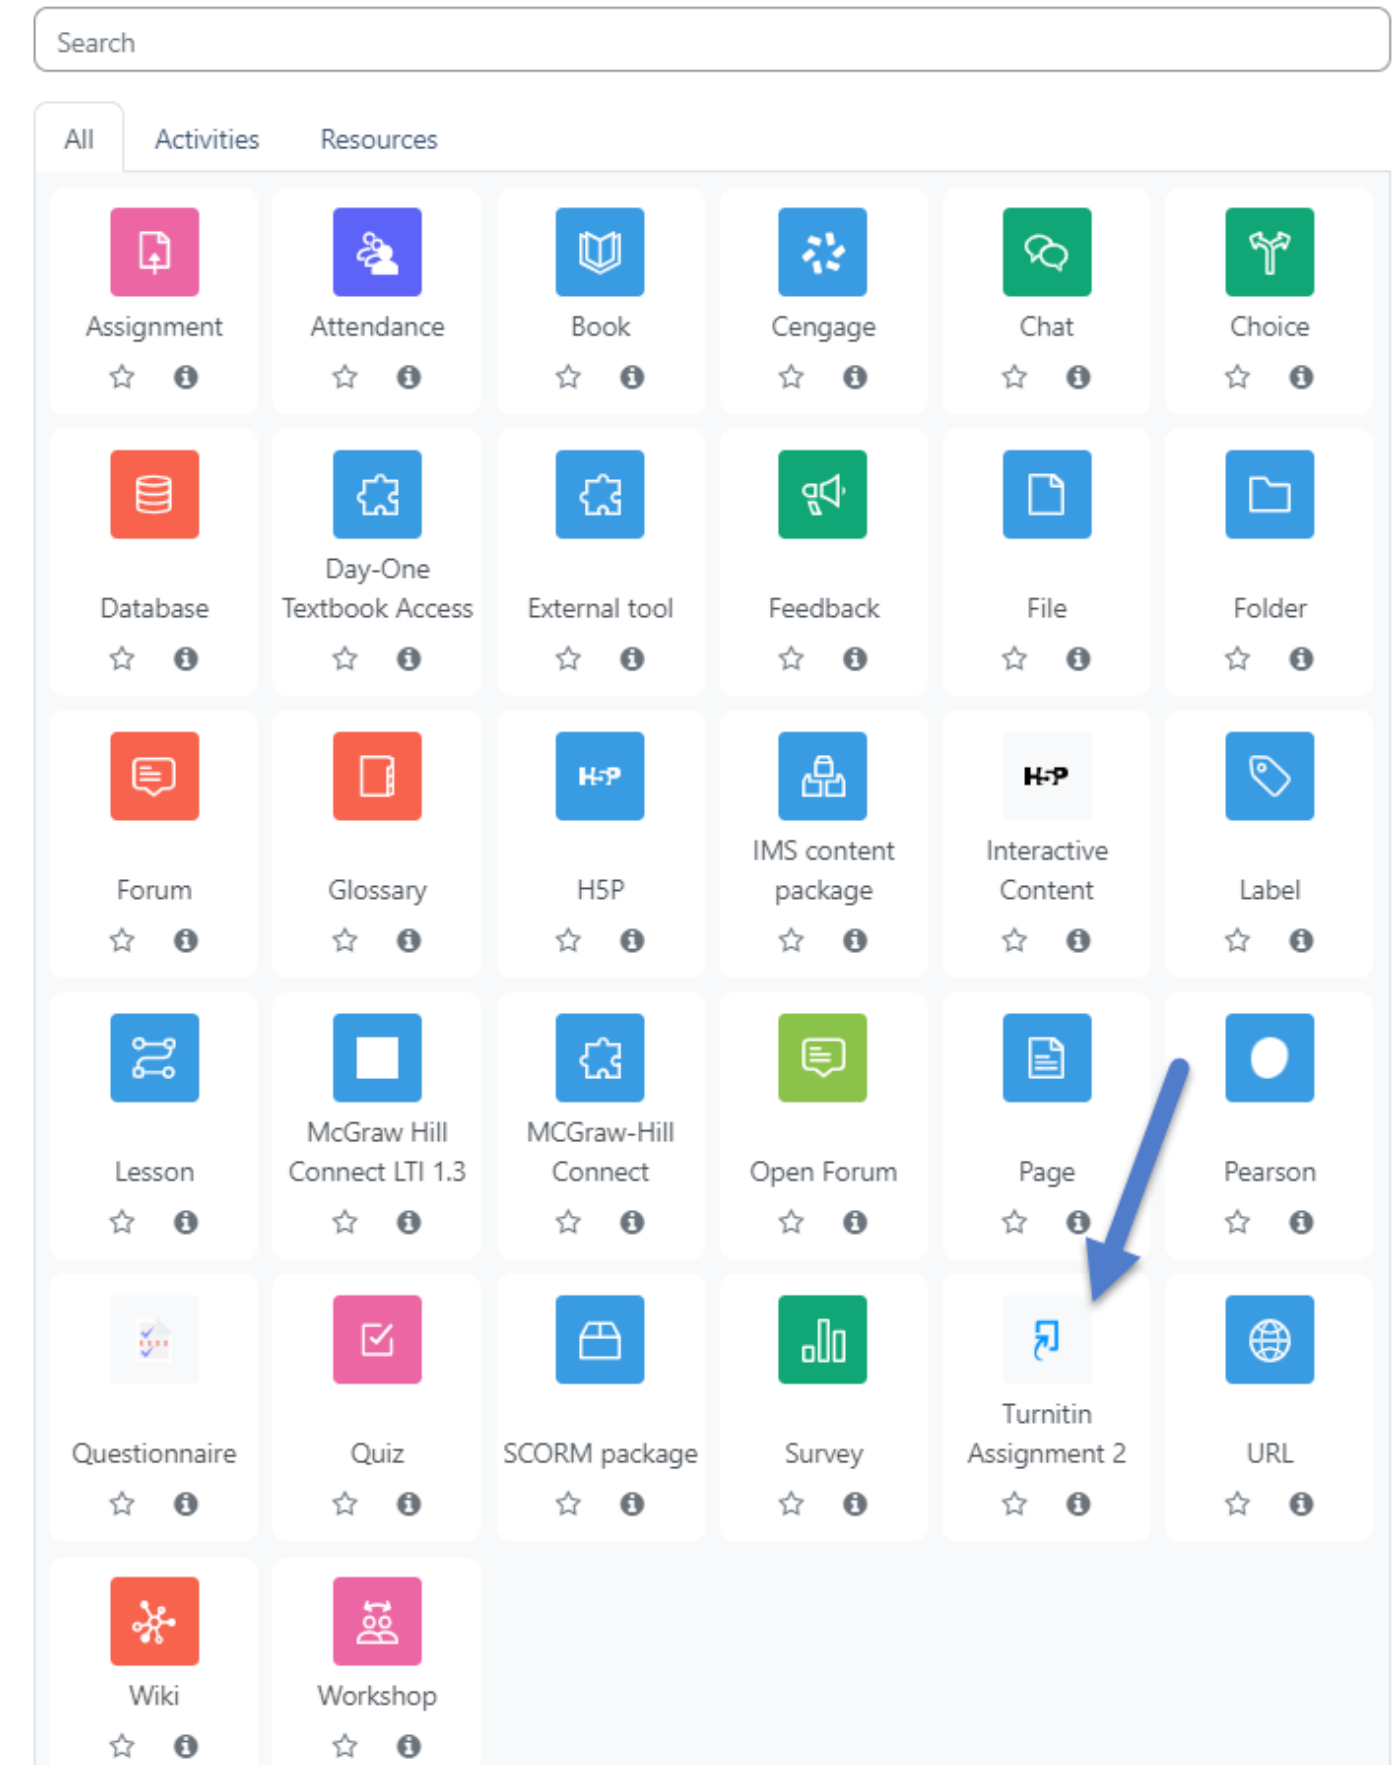 Search
All Activities Resources
Assignment Attendance Book Cengage Chat Choice
Day-One
Database Textbook Access External tool Feedback File Folder
H5P H5P
IMS content Interactive
Forum Glossary H5P package Content Label
McGraw Hill MCGraw-Hill
Lesson Connect LTI 1.3 Connect Open Forum Page Pearson
Turnitin
Questionnaire Quiz SCORM package Survey Assignment 2 URL
Wiki Workshop